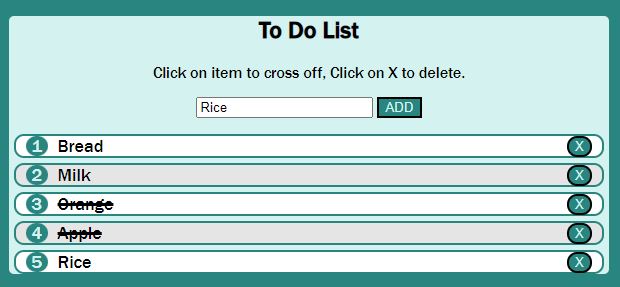 To Do List
Click on item to cross off, Click on X to delete.
Rice ADD
1 Bread X
2 Milk X
3 Orange X
4 Apple X
5 Rice X